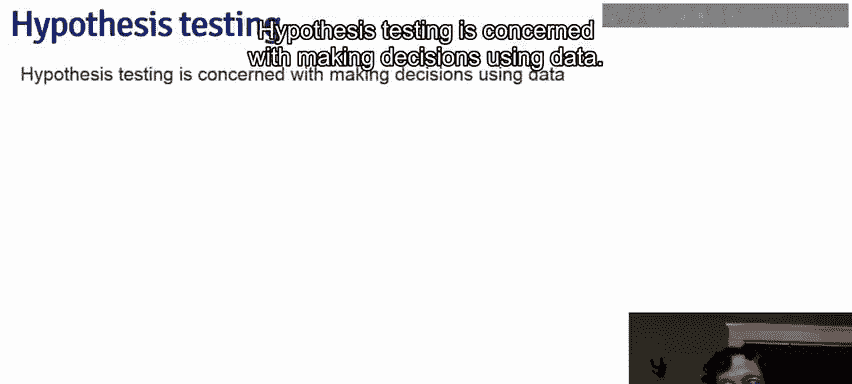 Hypothesis testing
Hypothesis testing is concerned
with making decisions using data.
Hypothesis testing is concerned with making decisions using data